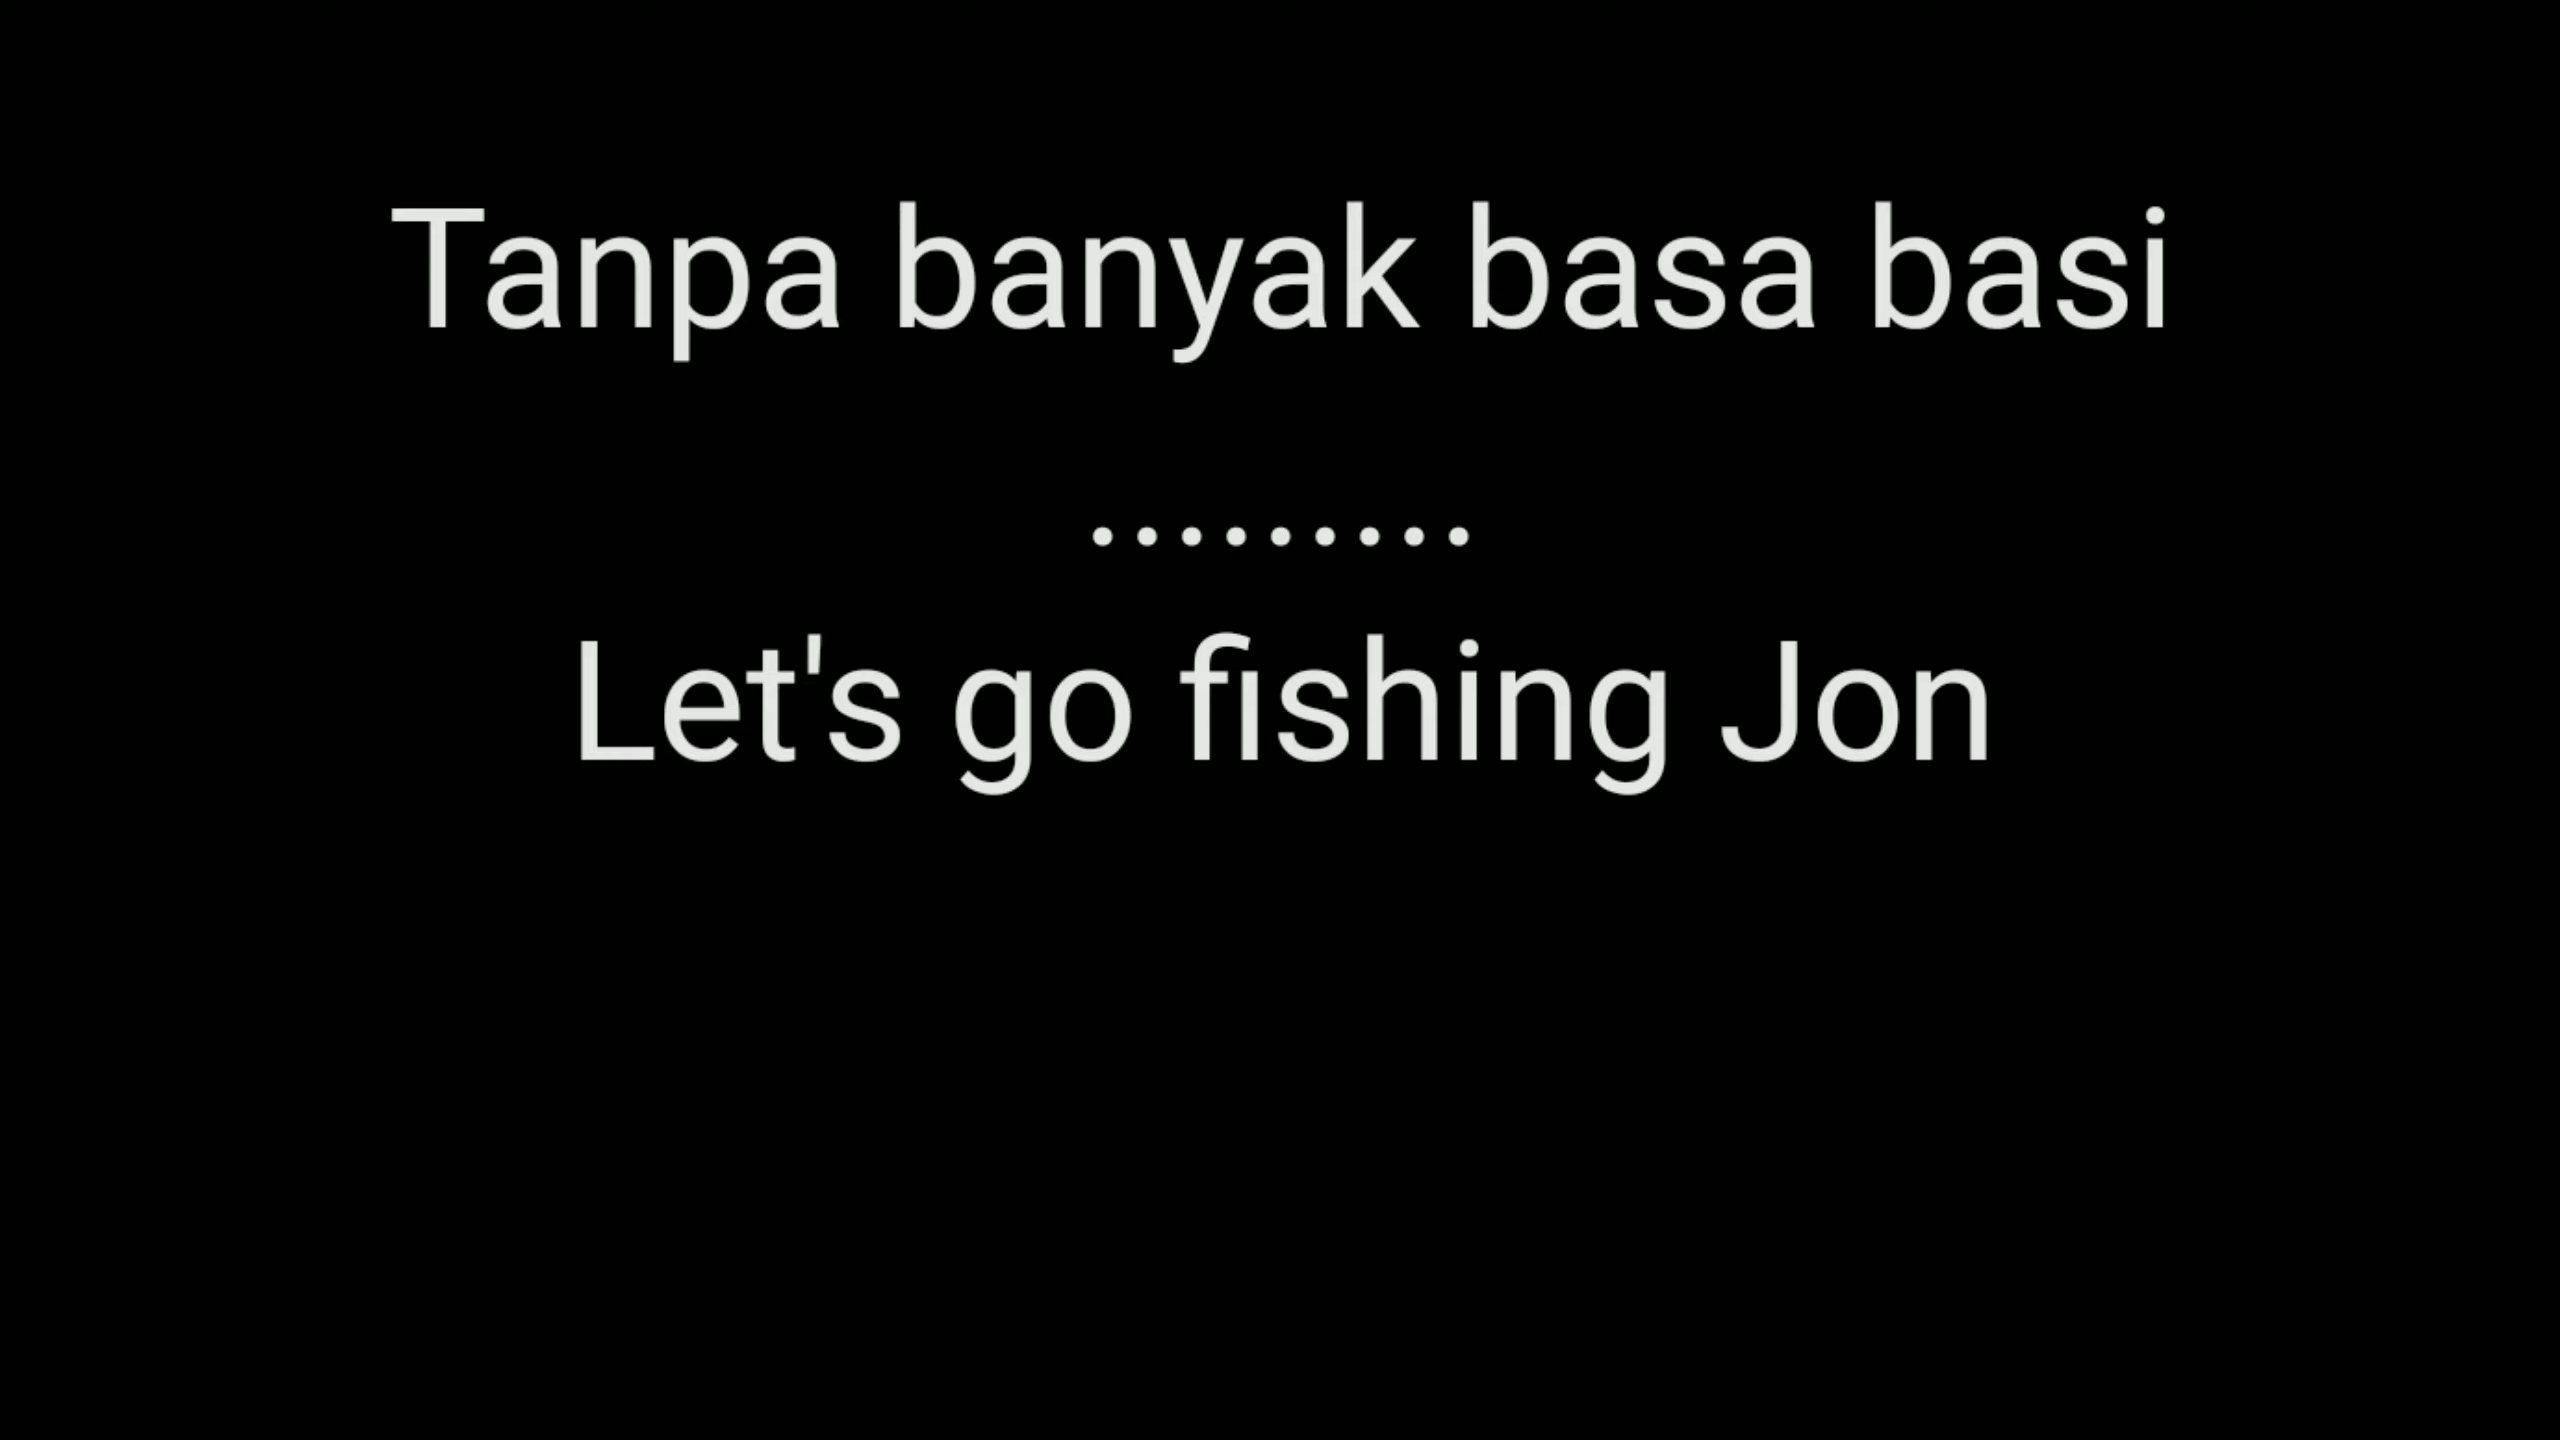 Tanpa banyak basa basi
.........
Let's go fishing Jon